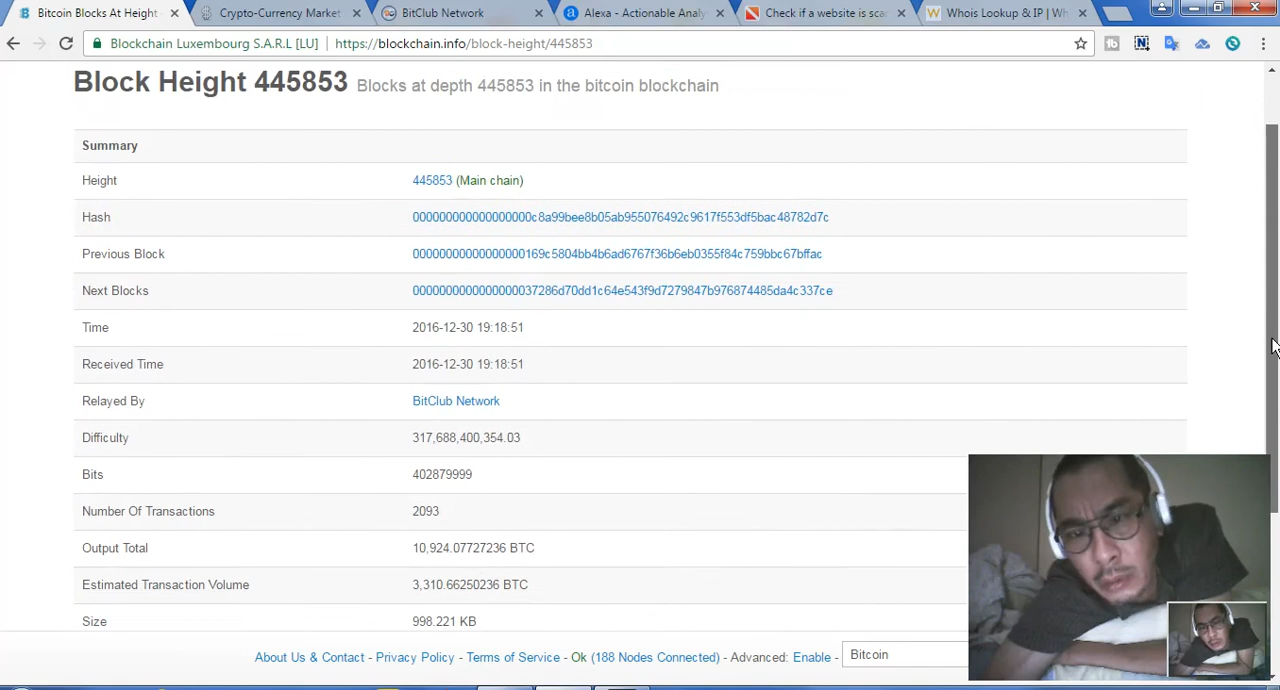 Bitcoin Blocks At Height -
Crypto-Currency Market
BitClub Network
Alexa - Actionable Analy
Check if a website is sca
Whois Lookup & IP | Wh
Blockchain Luxembourg S.A.R.L [LU]
https://blockchain.info/block-height/445853
Block Height 445853 Blocks at depth 445853 in the bitcoin blockchain
Summary
Height 445853 (Main chain)
Hash 000000000000000000c8a99bee8b05ab955076492c9617f553df5bac48782d7c
Previous Block 00000000000000000169c5804bb4b6ad6767f36b6eb0355f84c759bbc67bffac
Next Blocks 0000000000000000037286d70dd1c64e543f9d7279847b976874485da4c337ce
Time 2016-12-30 19:18:51
Received Time 2016-12-30 19:18:51
Relayed By BitClub Network
Difficulty 317,688,400,354.03
Bits 402879999
Number Of Transactions 2093
Output Total 10,924.07727236 BTC
Estimated Transaction Volume 3,310.66250236 BTC
Size 998.221 KB
About Us & Contact - Privacy Policy - Terms of Service - Ok (188 Nodes Connected) - Advanced: Enable - Bitcoin